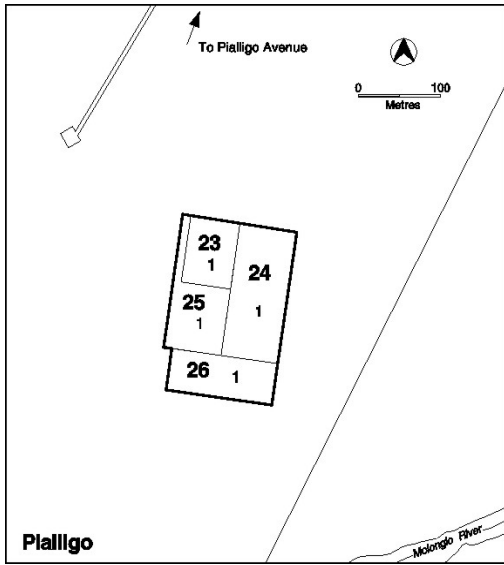 To Pialligo Avenue
0 100
Metres
23
1
24
1
25
1
26 1
Pialligo
Molonglo River